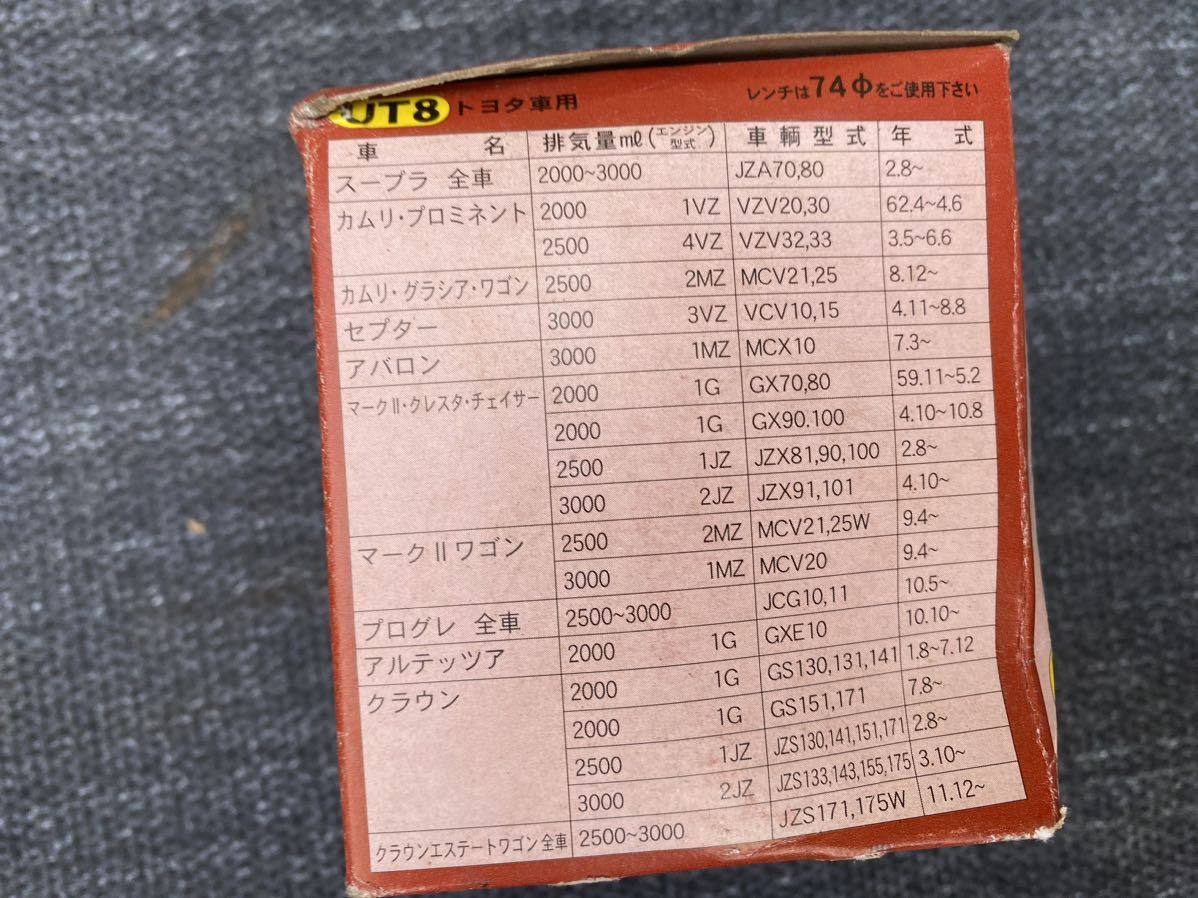 UT8 トヨタ車用 レンチは74Φをご使用下さい
車名 排気量mℓ(エンジン型式) 車輌型式 年式
スープラ 全車 2000~3000 JZA70,80 2.8~
カムリ・プロミネント 2000 1VZ VZV20,30 62.4~4.6
2500 4VZ VZV32,33 3.5~6.6
カムリ・グラシア・ワゴン 2500 2MZ MCV21,25 8.12~
セプター 3000 3VZ VCV10,15 4.11~8.8
アバロン 3000 1MZ MCX10 7.3~
マークII・クレスタ・チェイサー 2000 1G GX70,80 59.11~5.2
2000 1G GX90.100 4.10~10.8
2500 1JZ JZX81,90,100 2.8~
3000 2JZ JZX91,101 4.10~
マークIIワゴン 2500 2MZ MCV21,25W 9.4~
3000 1MZ MCV20 9.4~
プログレ 全車 2500~3000 JCG10,11 10.5~
アルテッツア 2000 1G GXE10 10.10~
クラウン 2000 1G GS130,131,141 1.8~7.12
2000 1G GS151,171 7.8~
2500 1JZ JZS130,141,151,171 2.8~
3000 2JZ JZS133,143,155,175 3.10~
クラウンエステートワゴン全車 2500~3000 JZS171,175W 11.12~